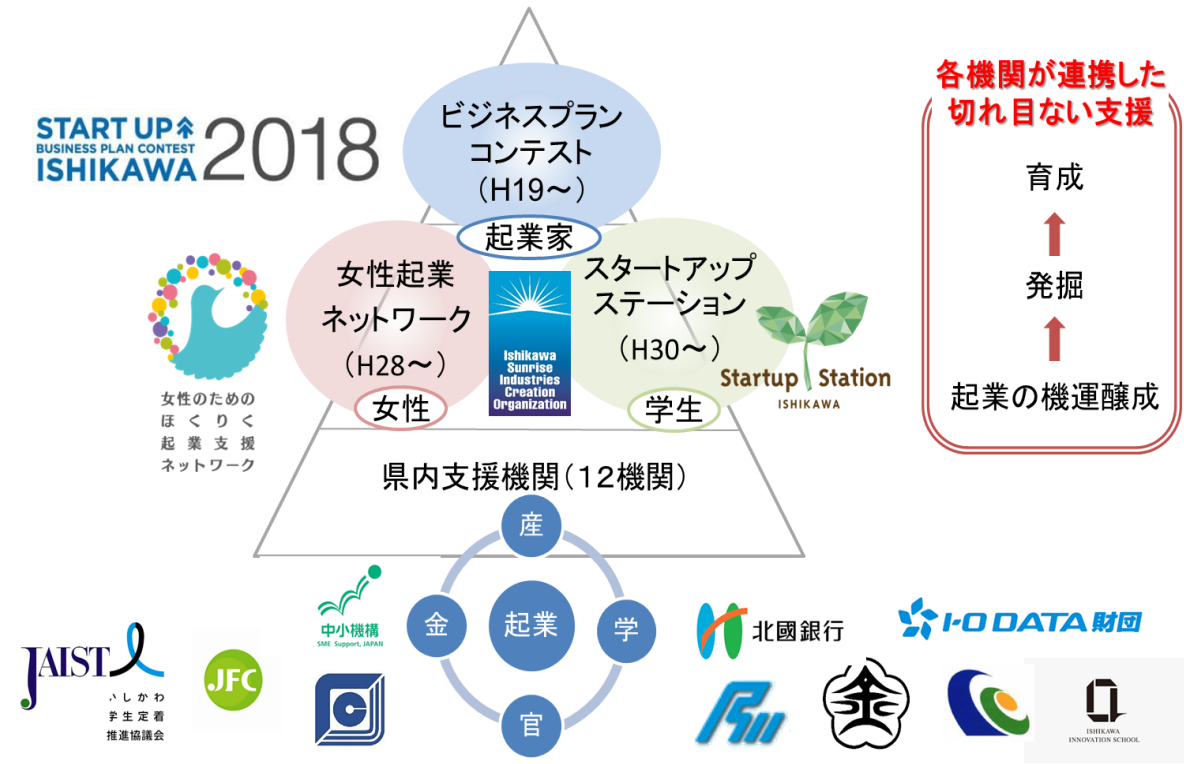 各機関が連携した
切れ目ない支援
育成
発掘
起業の機運醸成
START UP
BUSINESS PLAN CONTEST
ISHIKAWA
2018
ビジネスプラン
コンテスト
(H19~)
起業家
女性起業
ネットワーク
(H28~)
女性
スタートアップ
ステーション
(H30~)
学生
Ishikawa
Sunrise
Industries
Creation
Organization
女性のための
ほくりく
起業支援
ネットワーク
Startup Station
ISHIKAWA
県内支援機関(12機関)
産
金
起業
学
官
中小機構
SME Support, JAPAN
JAIST
いしかわ
学生定着
推進協議会
JFC
北國銀行
I-O DATA 財団
ISHIKAWA
INNOVATION SCHOOL